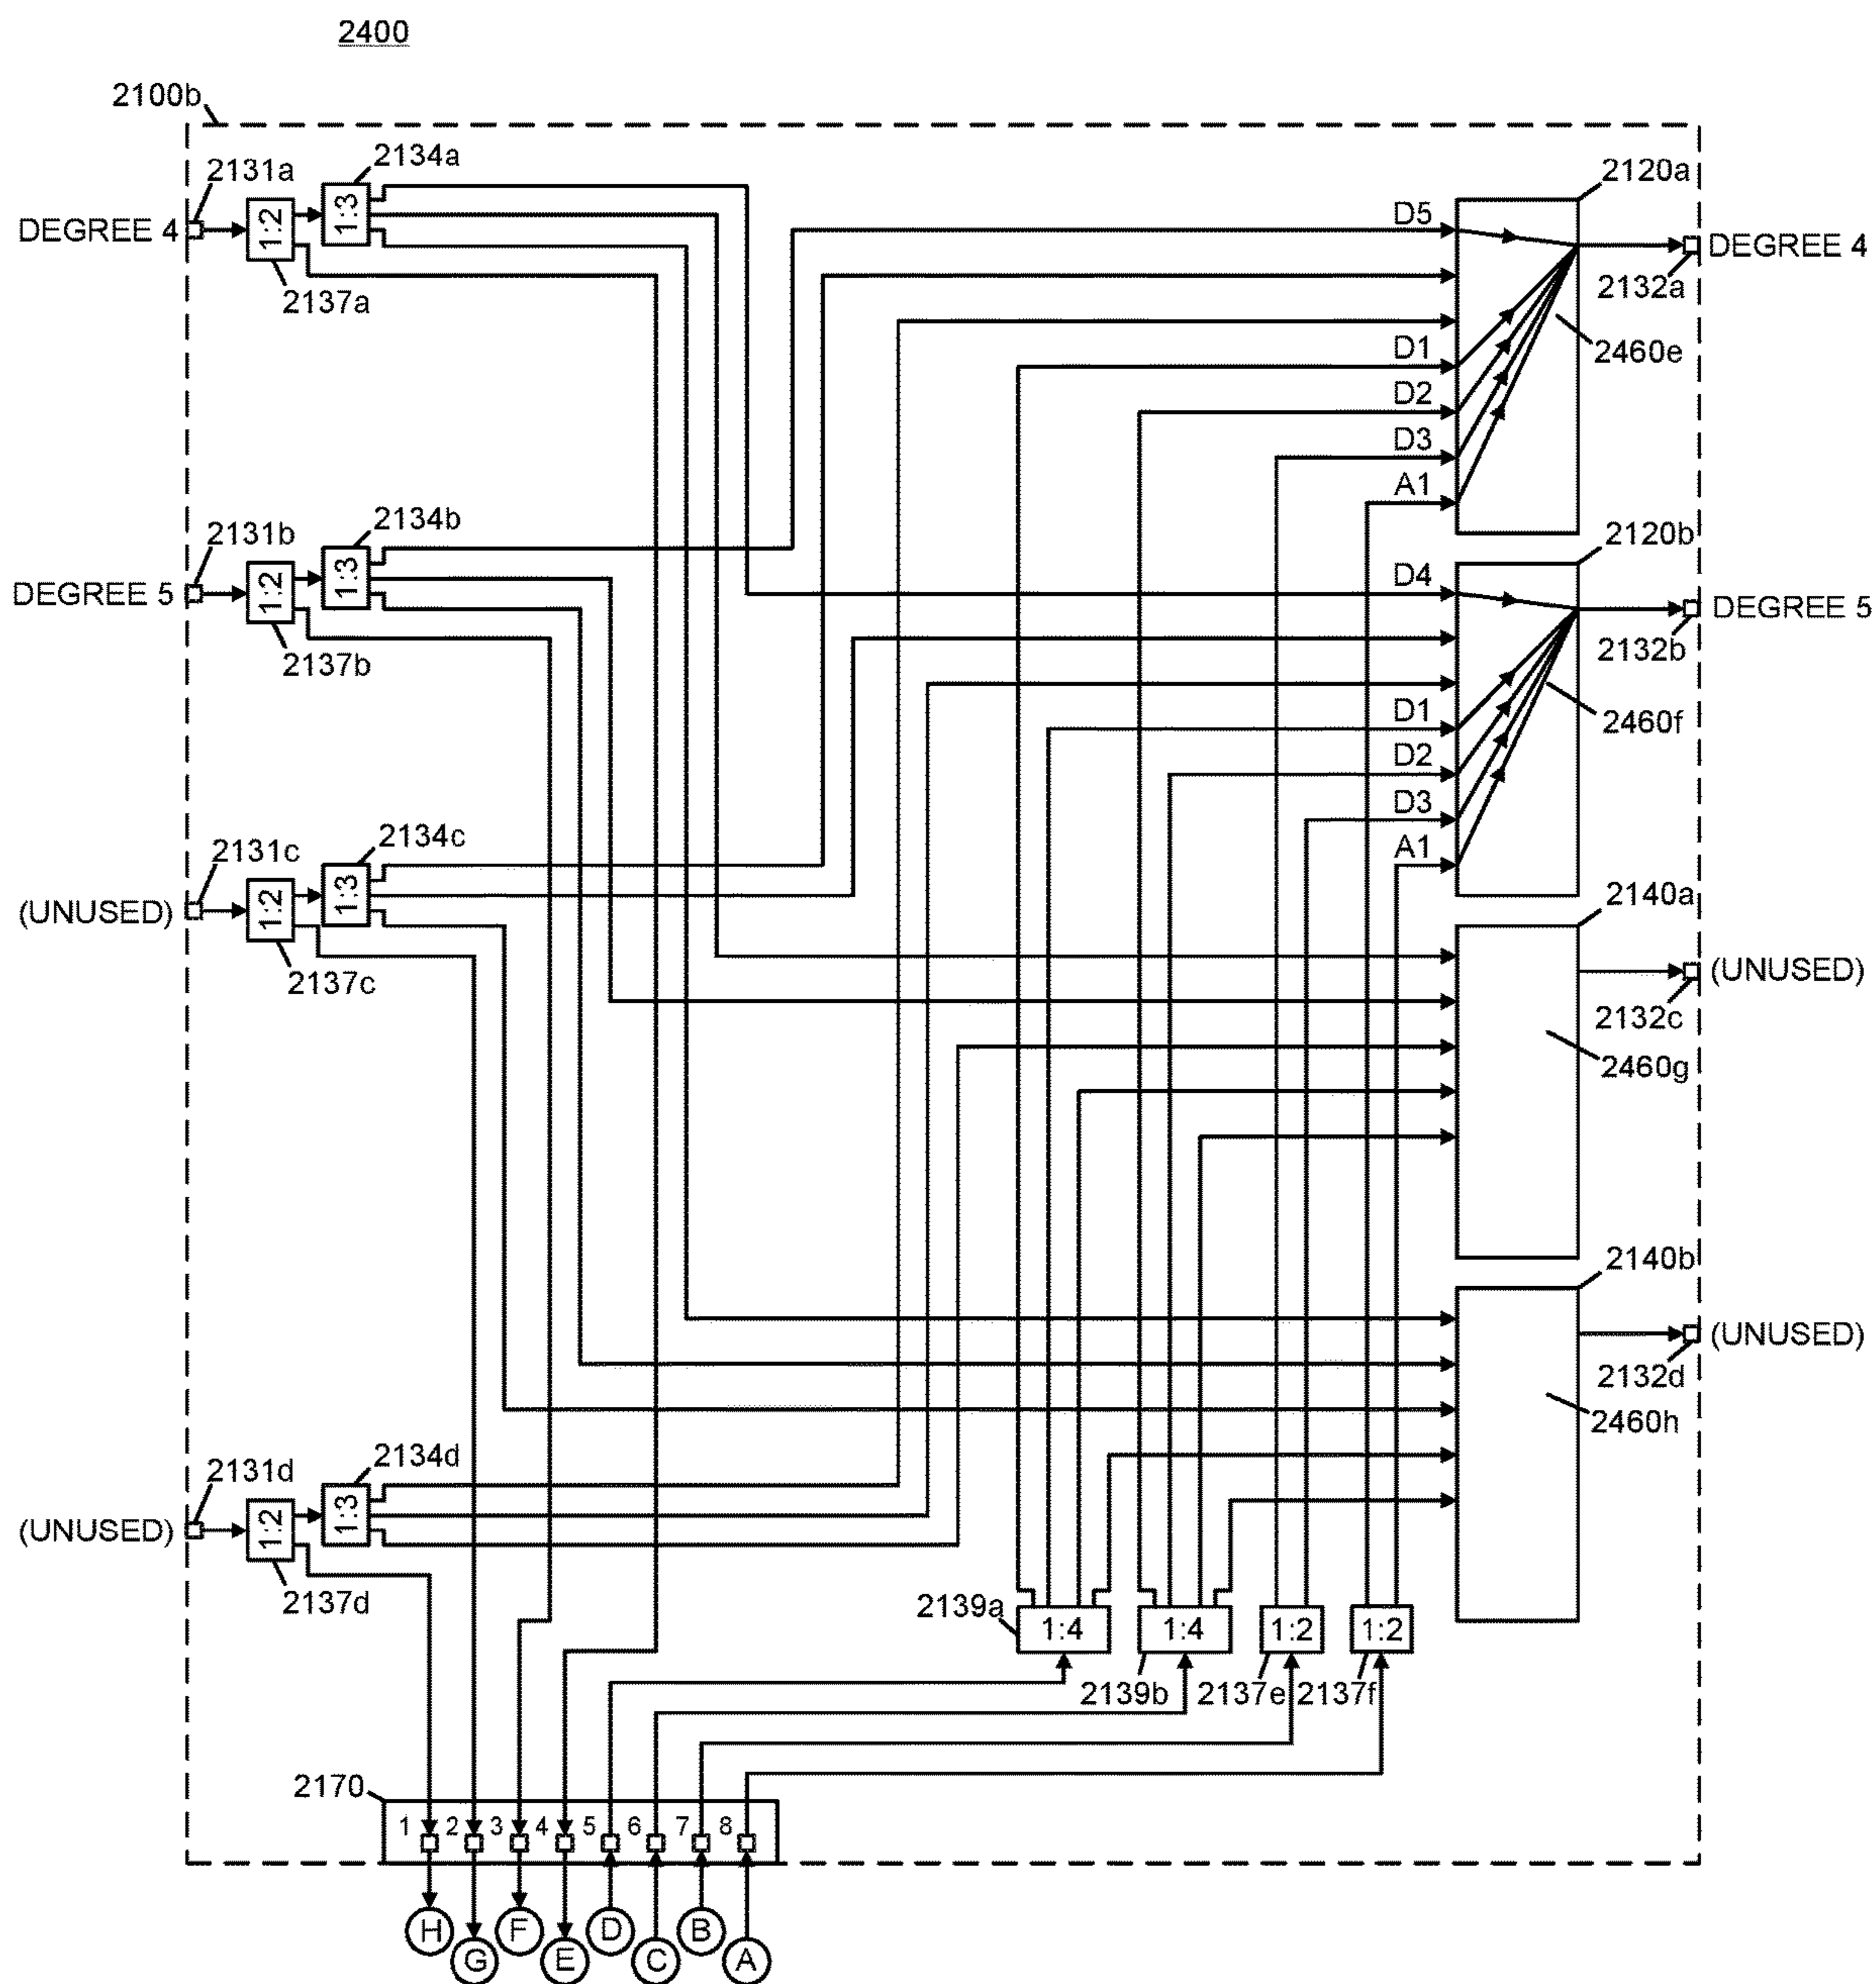 2400
2100b
2131a
2134a
2120a
DEGREE 4
1:2
1:3
D5
DEGREE 4
2137a
2132a
D1
2460e
D2
D3
A1
2131b
2134b
2120b
DEGREE 5
1:2
1:3
D4
DEGREE 5
2137b
2132b
D1
2460f
D2
D3
A1
2131c
2134c
2140a
(UNUSED)
1:2
1:3
(UNUSED)
2137c
2132c
2460g
2140b
(UNUSED)
2132d
2460h
2131d
2134d
(UNUSED)
1:2
1:3
2137d
2139a
1:4
1:4
1:2
1:2
2139b
2137e
2137f
2170
1 2 3 4 5 6 7 8
H F D B
G E C A